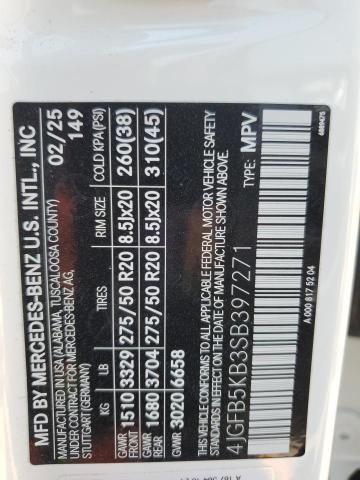 MFD BY MERCEDES-BENZ U.S. INTL., INC
FABRICATION IN USA (ALABAMA, TUSCALOOSA COUNTY)
FOR MERCEDES-BENZ AG,
STUTTGART (GERMANY)
02/25
149
LB TIRES RIM SIZE COLD KPA(PSI)
GAWR FRONT 1510 3329 275/50 R20 8.5Jx20 260(38)
GAWR REAR 1680 3704 275/50 R20 8.5Jx20 310(45)
GVWR 3020 6658
THIS VEHICLE CONFORMS TO ALL APPLICABLE FEDERAL MOTOR VEHICLE SAFETY
STANDARDS IN EFFECT ON THE DATE OF MANUFACTURE SHOWN ABOVE.
4JGFB5KB3SB397271 TYPE: MPV
A 000 817 52 04